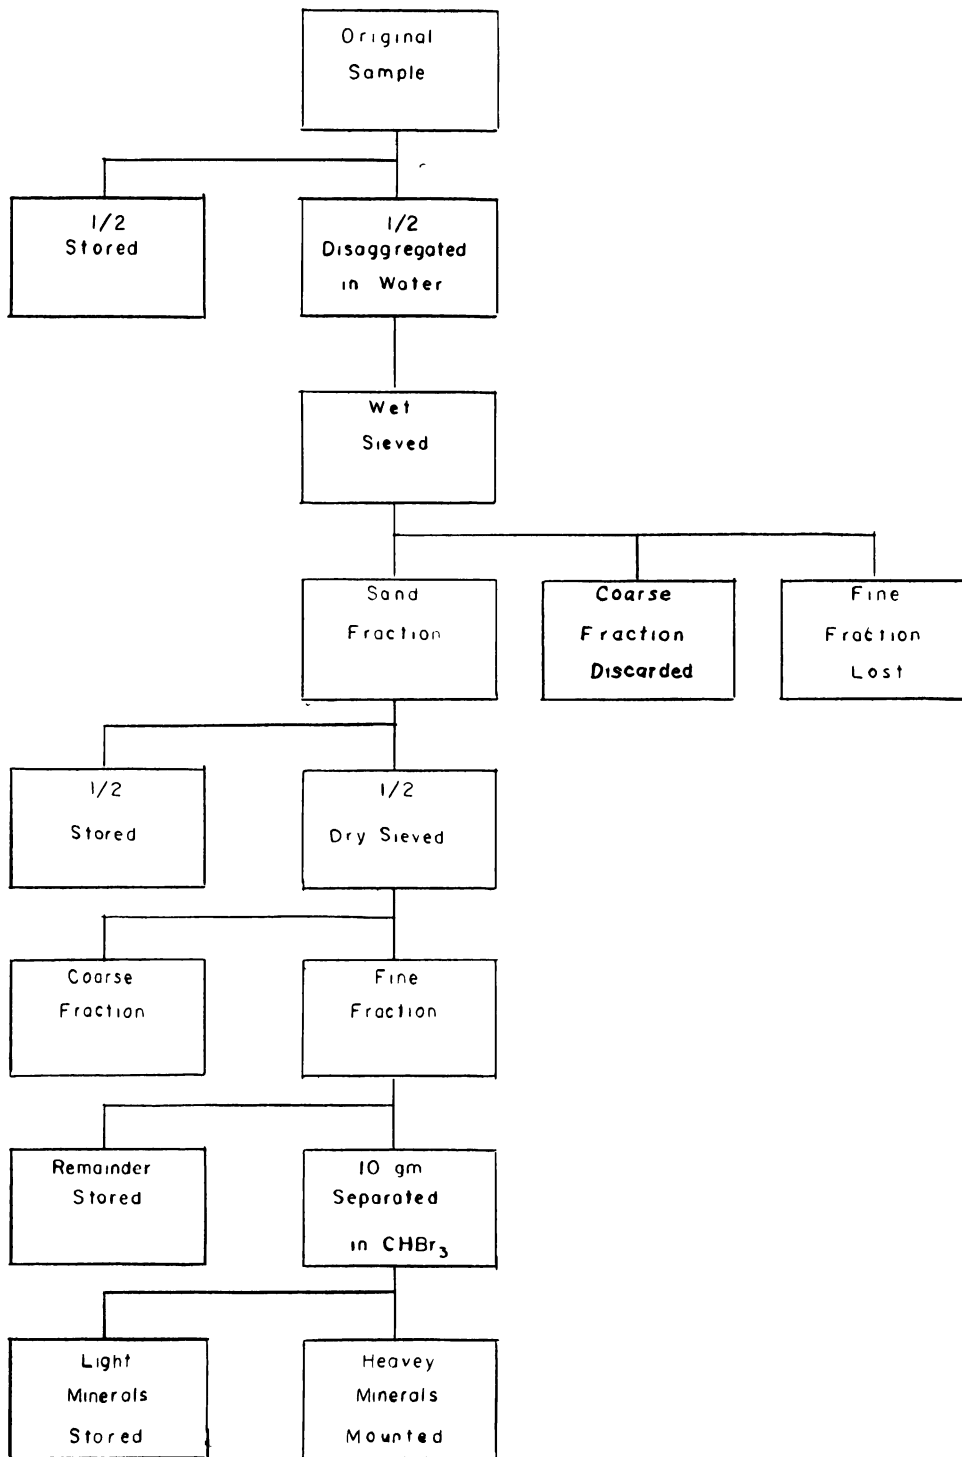 Original
Sample
1/2
Stored
1/2
Disaggregated
in Water
Wet
Sieved
Sand
Fraction
Coarse
Fraction
Discarded
Fine
Fraction
Lost
1/2
Stored
1/2
Dry Sieved
Coarse
Fraction
Fine
Fraction
Remainder
Stored
10 gm
Separated
in CHBr₃
Light
Minerals
Stored
Heavey
Minerals
Mounted